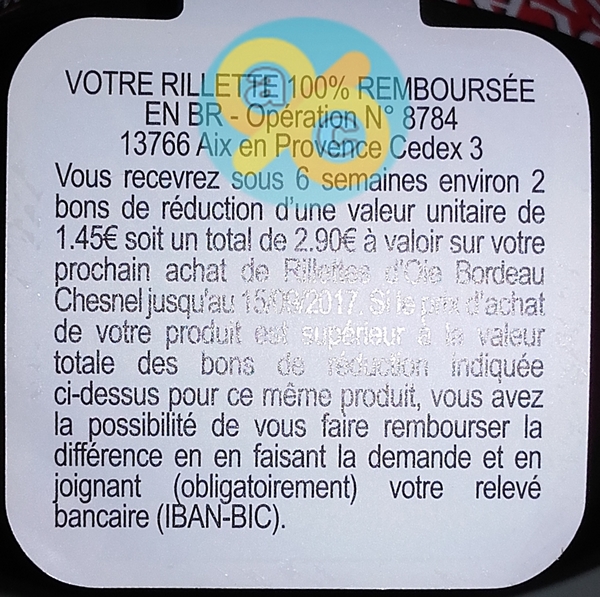 VOTRE RILLETTE 100% REMBOURSÉE
EN BR - Opération N° 8784
13766 Aix en Provence Cedex 3
Vous recevrez sous 6 semaines environ 2
bons de réduction d'une valeur unitaire de
1.45€ soit un total de 2.90€ à valoir sur votre
prochain achat de Rillettes d'Oie Bordeau
Chesnel jusqu'au 15/09/2017. Si le prix d'achat
de votre produit est supérieur à la valeur
totale des bons de réduction indiquée
ci-dessus pour ce même produit, vous avez
la possibilité de vous faire rembourser la
différence en en faisant la demande et en
joignant (obligatoirement) votre relevé
bancaire (IBAN-BIC).